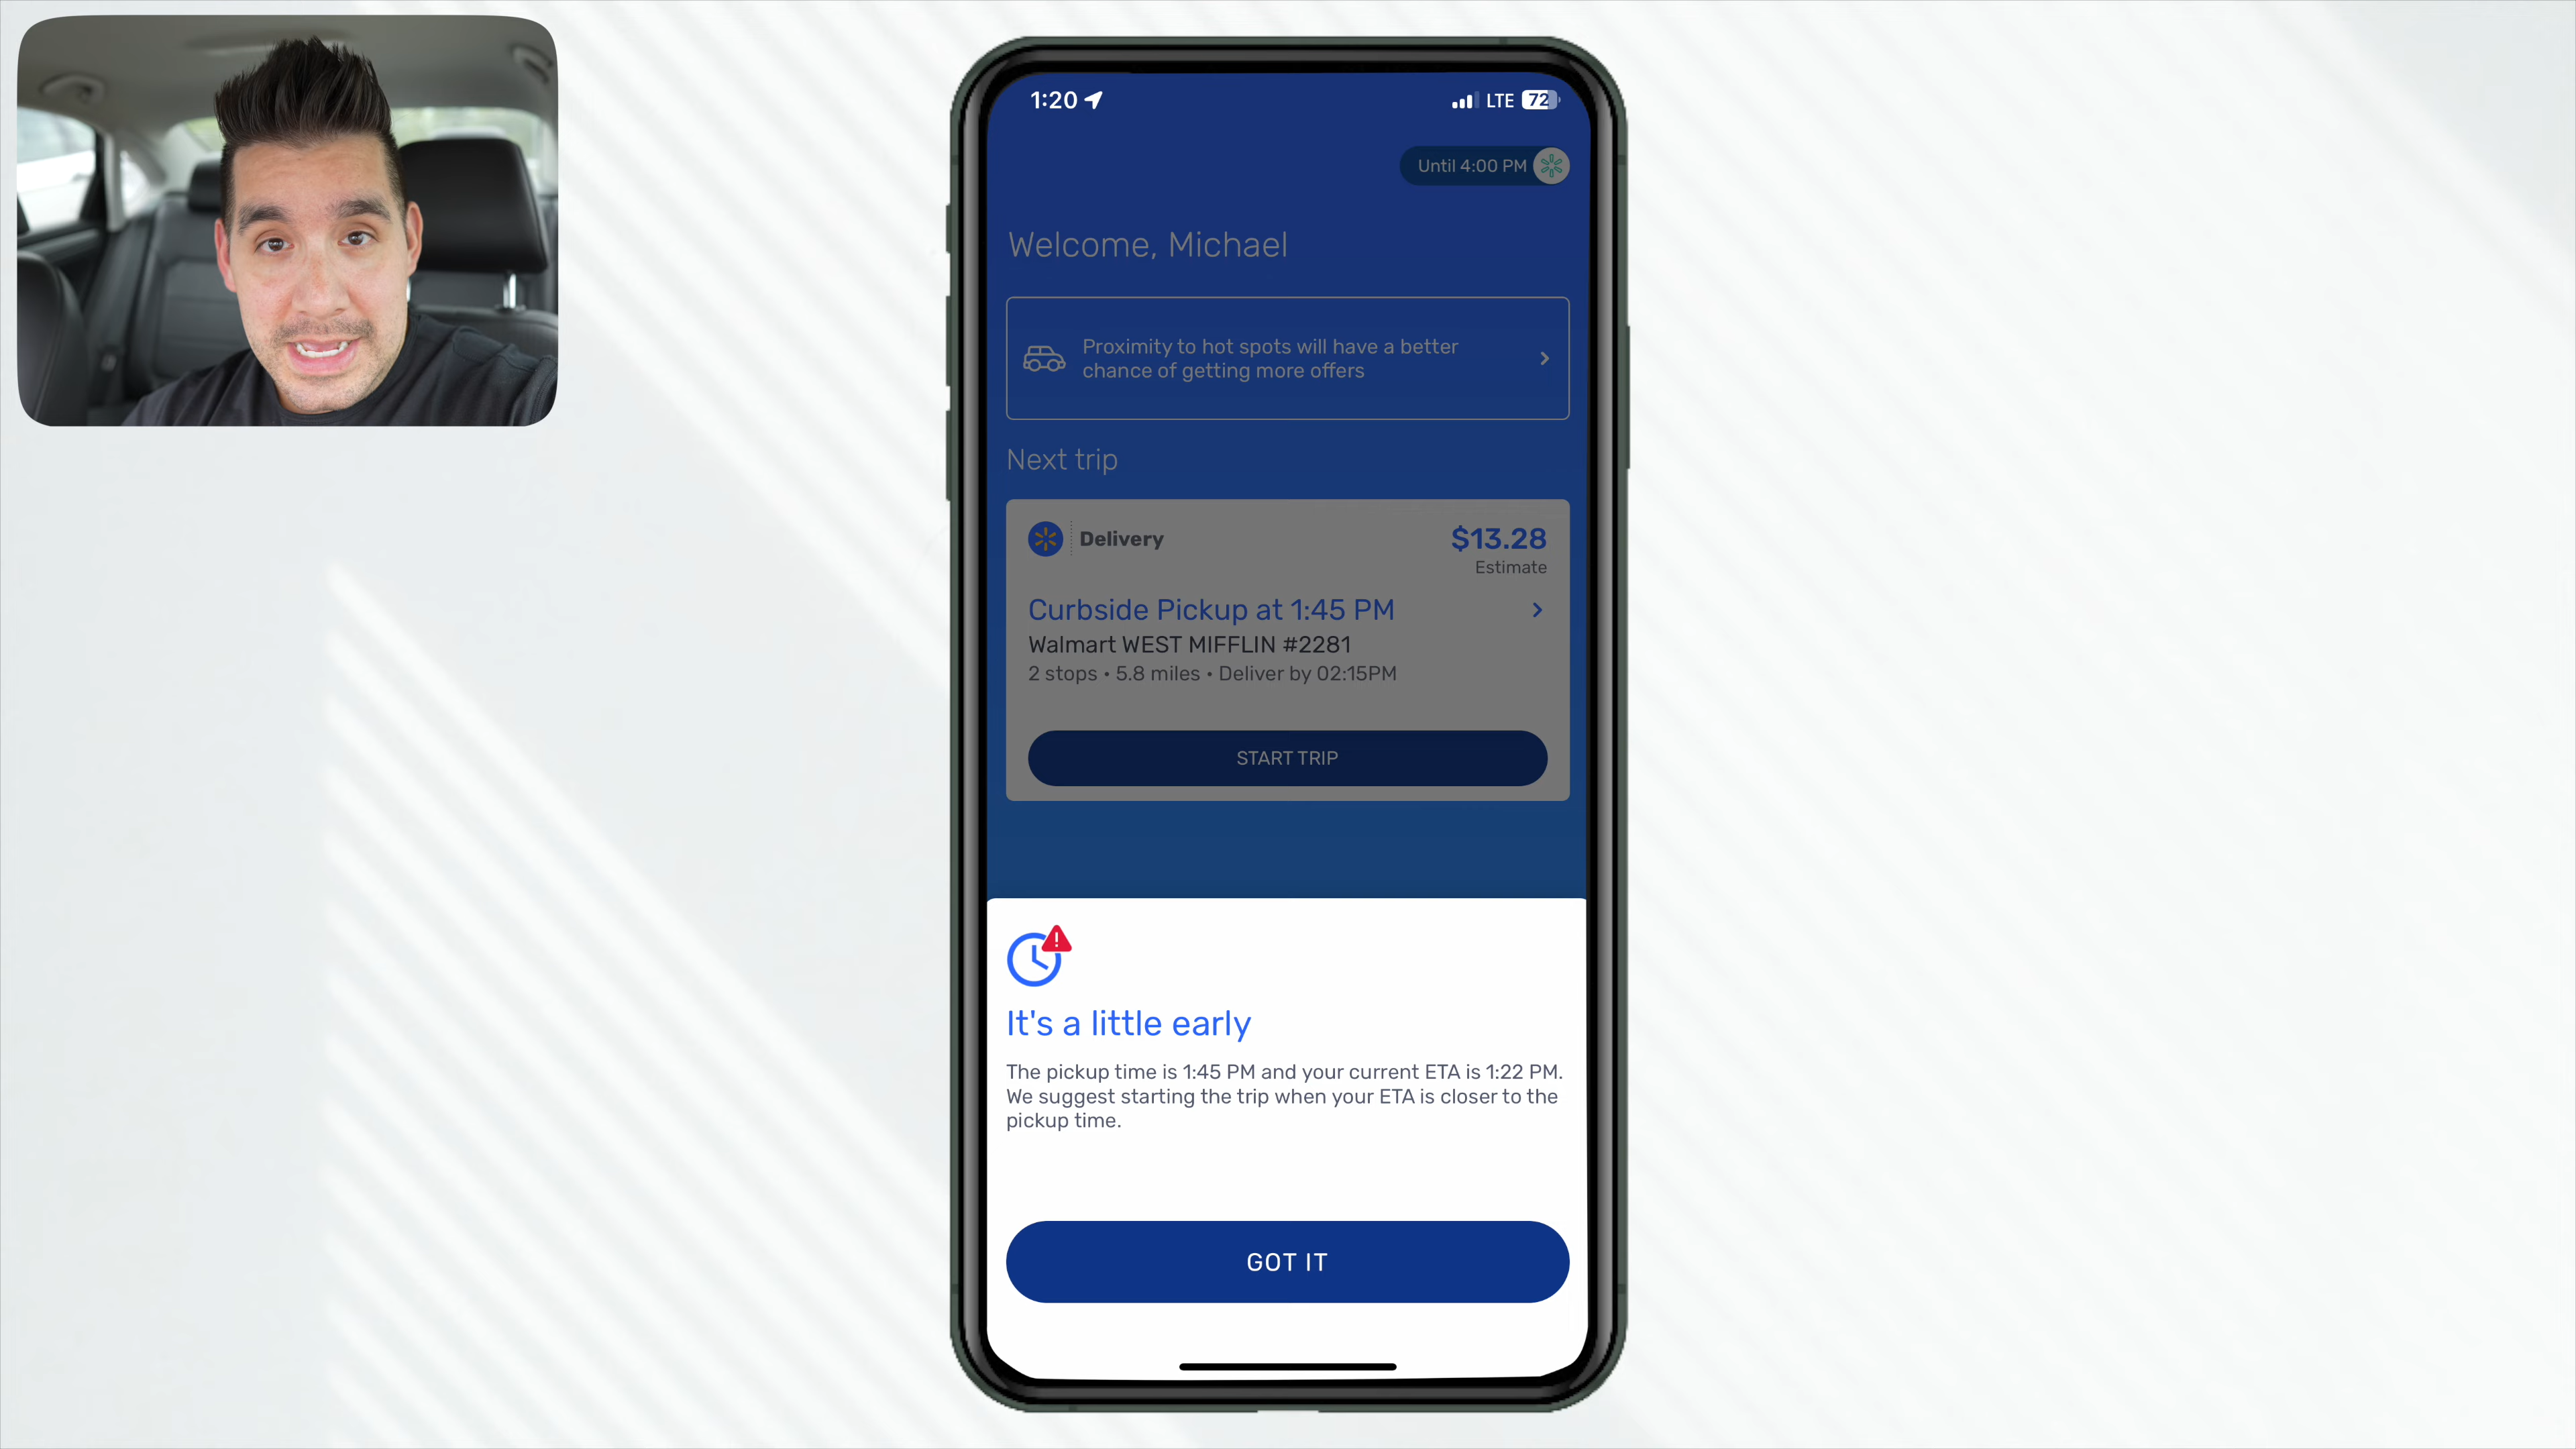 1:20
LTE 72
Until 4:00 PM
Welcome, Michael
Proximity to hot spots will have a better
chance of getting more offers
Next trip
Delivery
$13.28
Estimate
Curbside Pickup at 1:45 PM
Walmart WEST MIFFLIN #2281
2 stops • 5.8 miles • Deliver by 02:15PM
START TRIP
It's a little early
The pickup time is 1:45 PM and your current ETA is 1:22 PM.
We suggest starting the trip when your ETA is closer to the
pickup time.
GOT IT